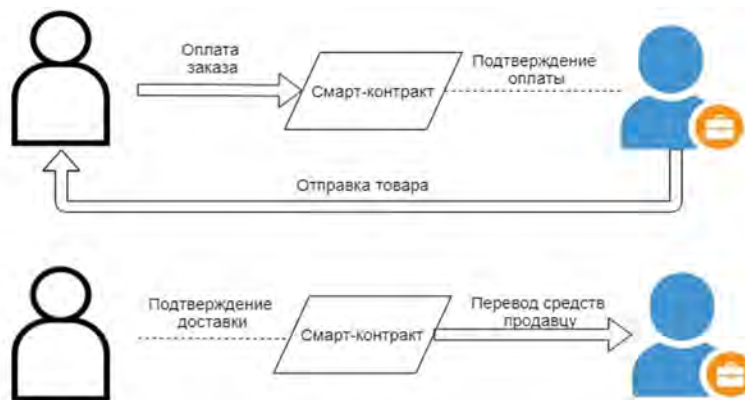 Оплата
заказа
Смарт-контракт
Подтверждение
оплаты
Отправка товара
Подтверждение
доставки
Смарт-контракт
Перевод средств
продавцу